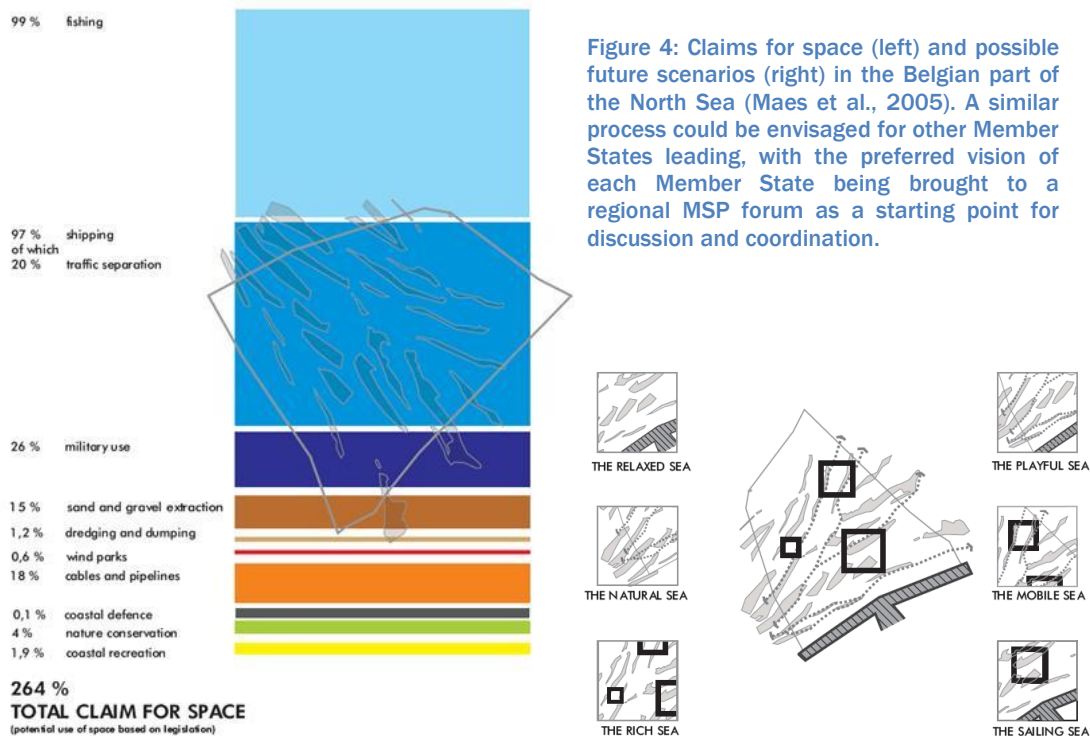 99 % fishing
97 % shipping
of which
20 % traffic separation
26 % military use
15 % sand and gravel extraction
1,2 % dredging and dumping
0,6 % wind parks
18 % cables and pipelines
0,1 % coastal defence
4 % nature conservation
1,9 % coastal recreation
264 %
TOTAL CLAIM FOR SPACE
(potential use of space based on legislation)
Figure 4: Claims for space (left) and possible
future scenarios (right) in the Belgian part of
the North Sea (Maes et al., 2005). A similar
process could be envisaged for other Member
States leading, with the preferred vision of
each Member State being brought to a
regional MSP forum as a starting point for
discussion and coordination.
THE RELAXED SEA
THE PLAYFUL SEA
THE NATURAL SEA
THE MOBILE SEA
THE RICH SEA
THE SAILING SEA